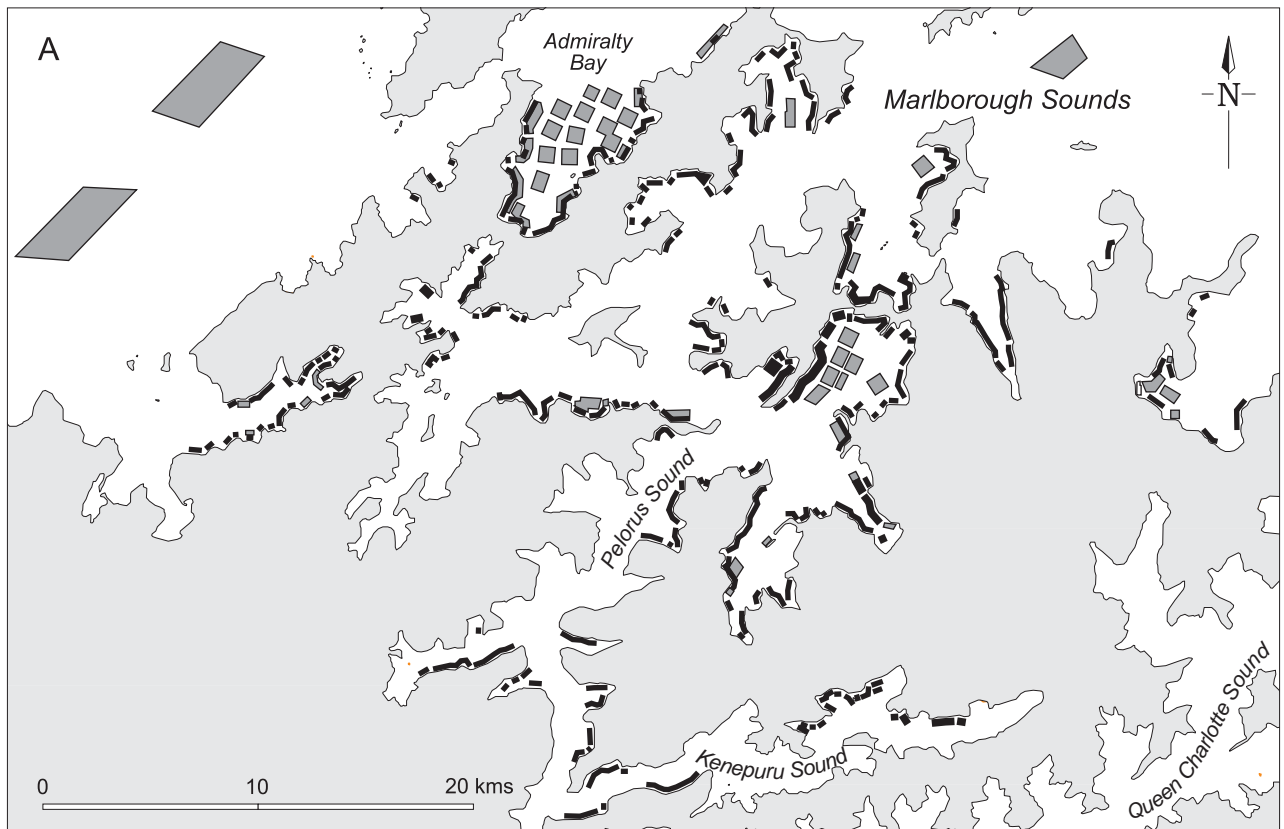 A
Admiralty
Bay
Marlborough Sounds
N
Pelorus Sound
Kenepuru Sound
Queen Charlotte Sound
0 10 20 kms